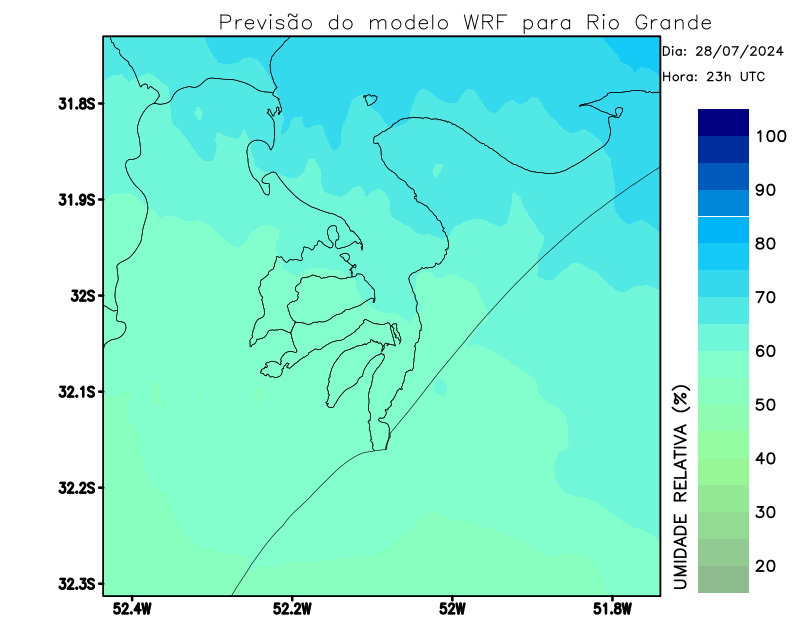 Previsão do modelo WRF para Rio Grande
Dia: 28/07/2024
Hora: 23h UTC
31.8S
31.9S
32S
32.1S
32.2S
32.3S
52.4W
52.2W
52W
51.8W
100
90
80
70
60
50
40
30
20
UMIDADE RELATIVA (%)